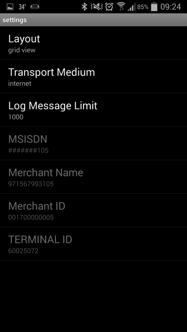 34° 85% 09:24
settings
Layout
grid view
Transport Medium
internet
Log Message Limit
1000
MSISDN
#######105
Merchant Name
971567993105
Merchant ID
001700000005
TERMINAL ID
60025072